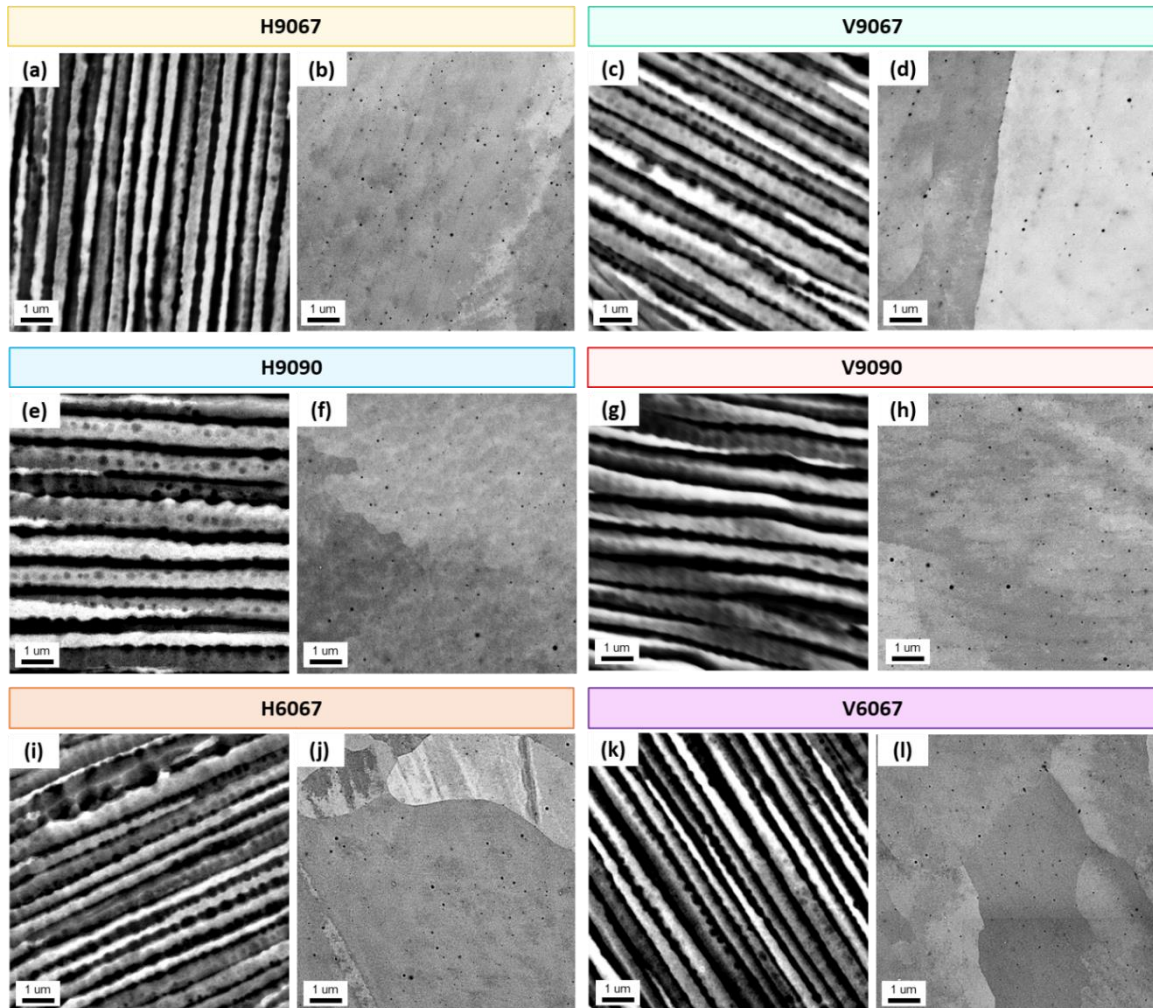 H9067 V9067
(a) (b) (c) (d)
1 um 1 um 1 um 1 um
H9090 V9090
(e) (f) (g) (h)
1 um 1 um 1 um 1 um
H6067 V6067
(i) (j) (k) (l)
1 um 1 um 1 um 1 um